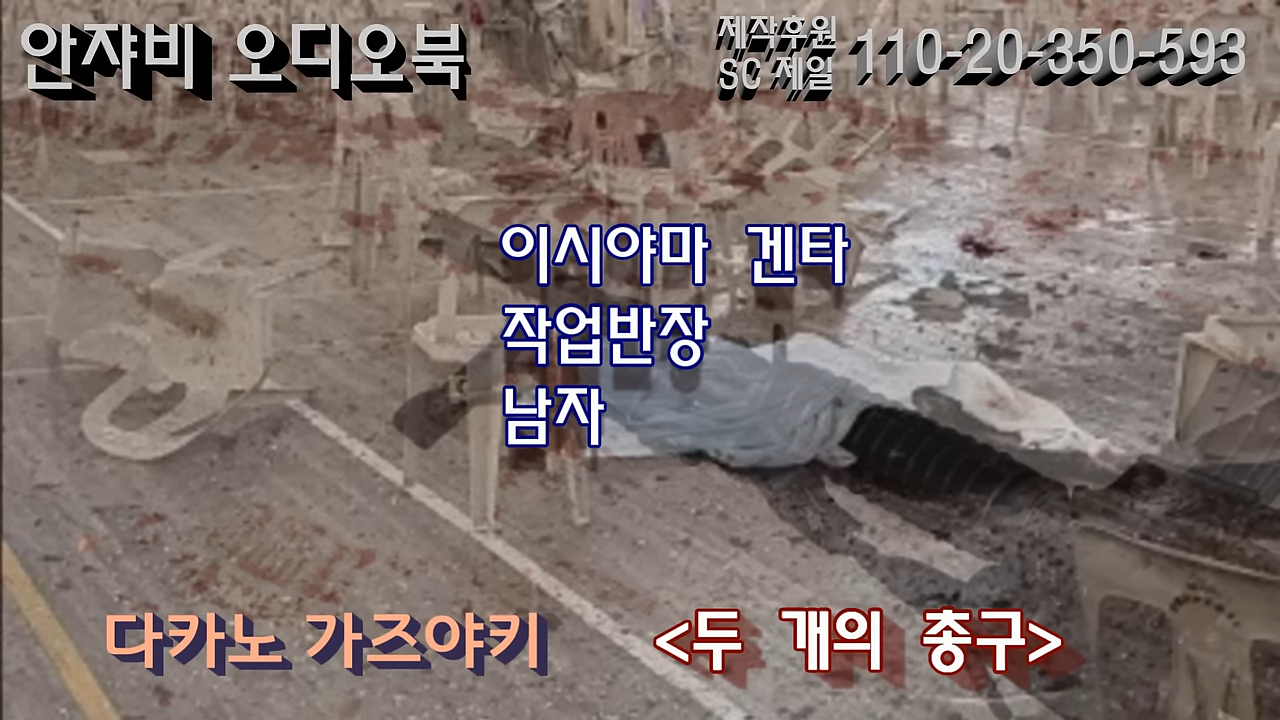 안쟈비 오디오북
제작후원
SC 제일
110-20-350-593
이시야마 겐타
작업반장
남자
다카노 가즈야키
<두 개의 총구>